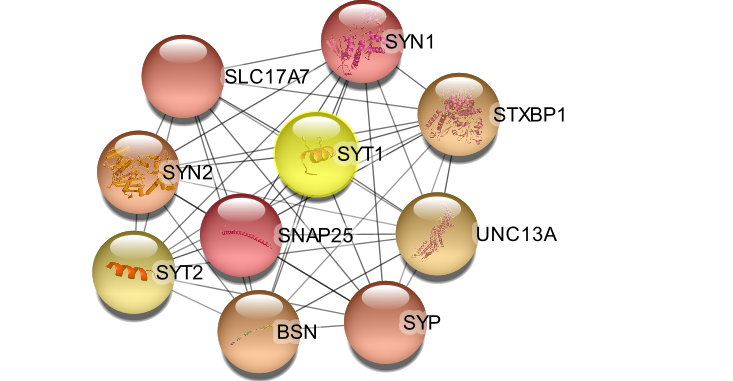 SYN1
SLC17A7
STXBP1
SYT1
SYN2
SNAP25
UNC13A
SYT2
SYP
BSN